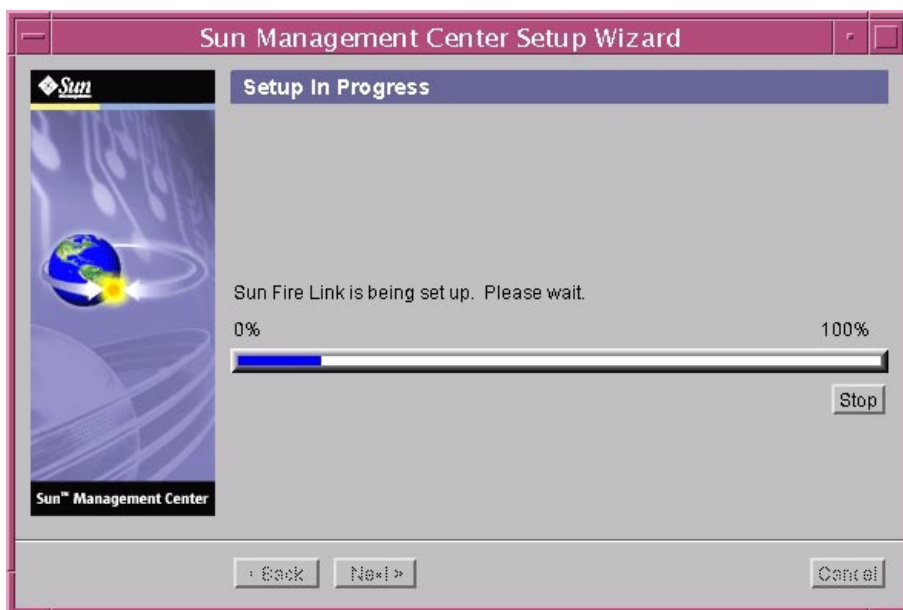 Sun Management Center Setup Wizard
Sun
Setup In Progress
Sun Fire Link is being set up. Please wait.
0% 100%
Stop
Sun™ Management Center
< Back Next > Cancel